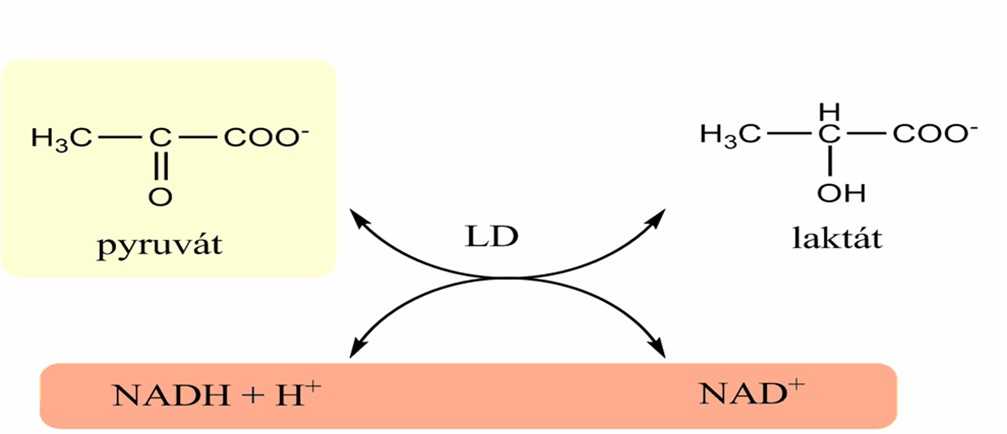 H
H₃C C COO⁻ H₃C C COO⁻
O OH
pyruvát LD laktát
NADH + H⁺ NAD⁺